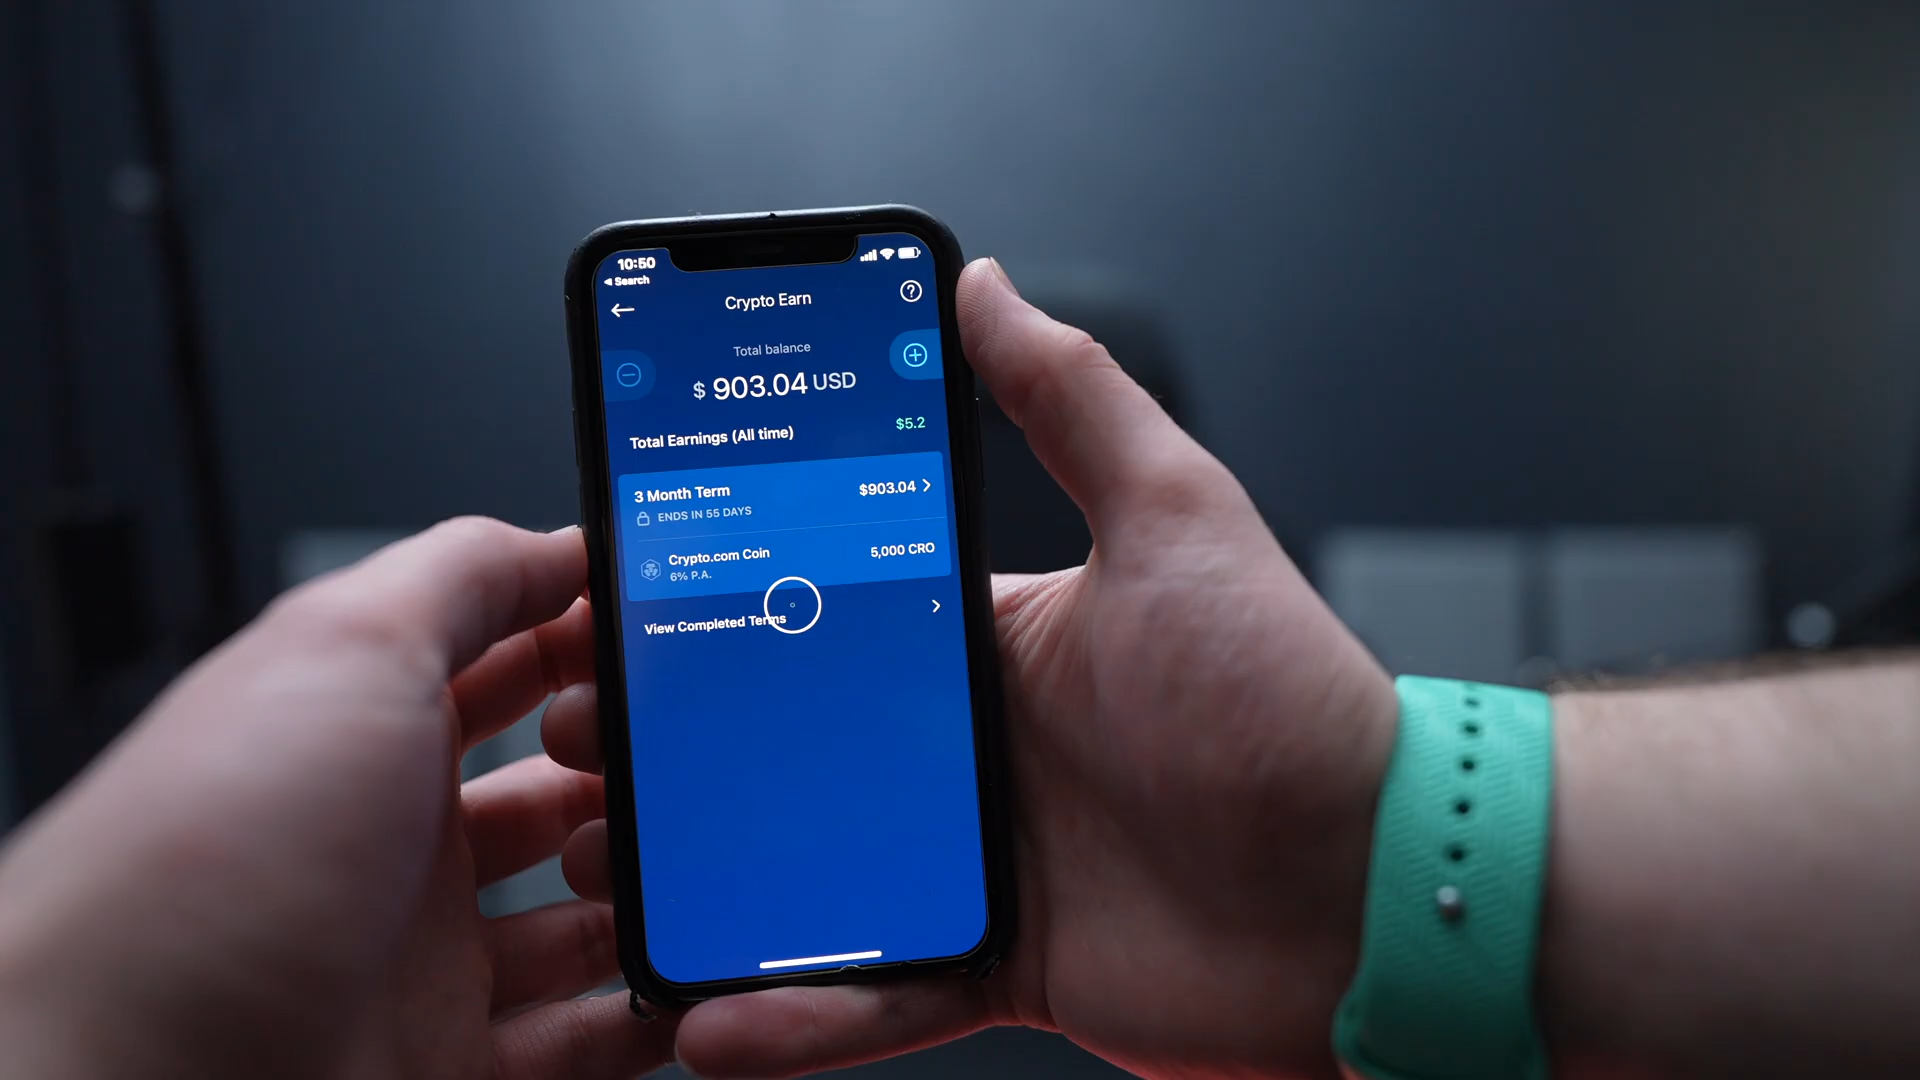 10:50
Search
Crypto Earn
Total balance
$ 903.04 USD
Total Earnings (All time) $5.2
3 Month Term $903.04
ENDS IN 55 DAYS
Crypto.com Coin 5,000 CRO
6% P.A.
View Completed Terms